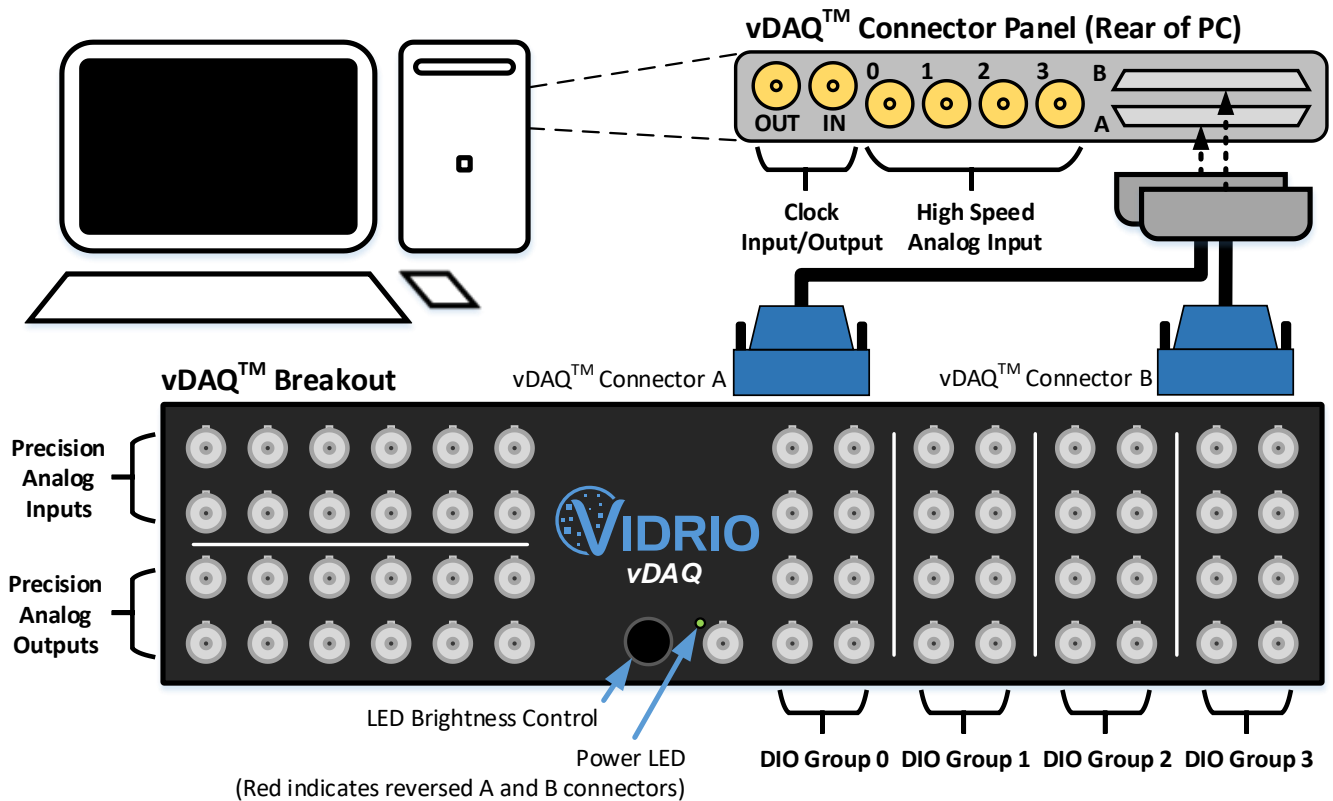 vDAQ™ Connector Panel (Rear of PC)
0 1 2 3 B
OUT IN A
Clock
Input/Output
High Speed
Analog Input
vDAQ™ Breakout
vDAQ™ Connector A
vDAQ™ Connector B
Precision
Analog
Inputs
Precision
Analog
Outputs
VIDRIO
vDAQ
LED Brightness Control
Power LED
(Red indicates reversed A and B connectors)
DIO Group 0 DIO Group 1 DIO Group 2 DIO Group 3